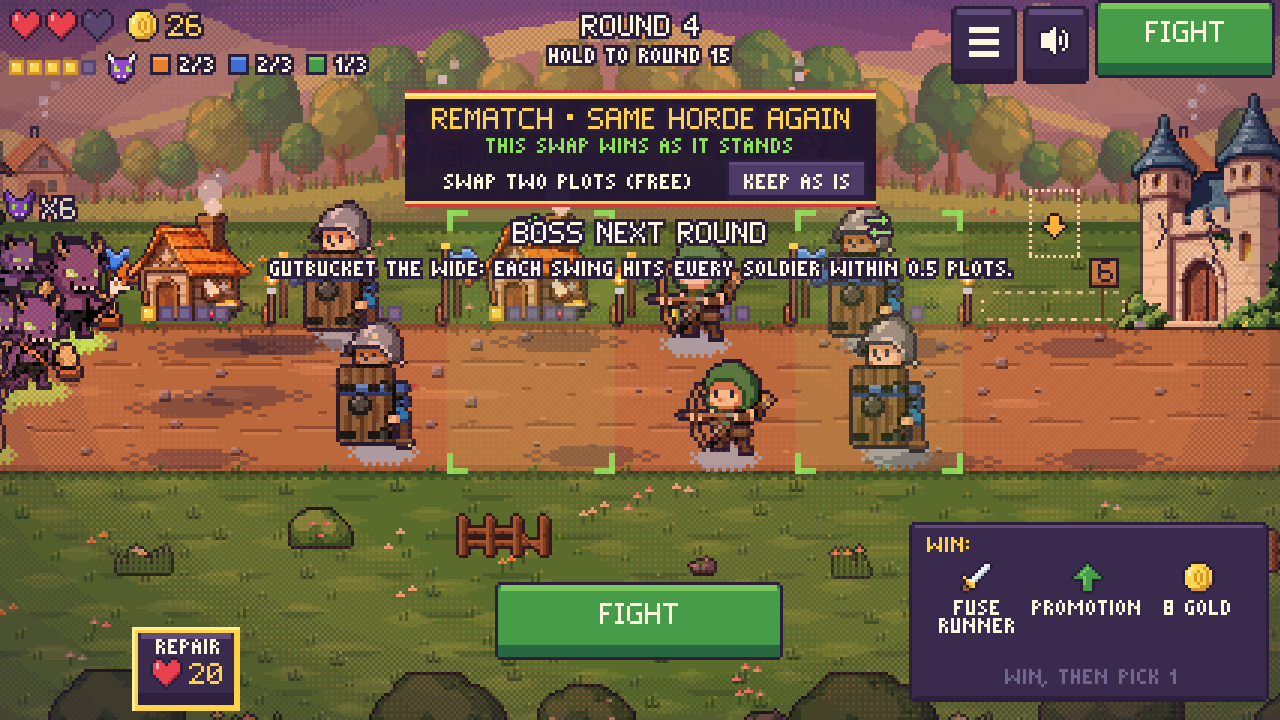 26
ROUND 4
HOLD TO ROUND 15
FIGHT
2/3
2/3
1/3
REMATCH • SAME HORDE AGAIN
THIS SWAP WINS AS IT STANDS
SWAP TWO PLOTS (FREE)
KEEP AS IS
X6
BOSS NEXT ROUND
GUTBUCKET THE WIDE: EACH SWING HITS EVERY SOLDIER WITHIN 0.5 PLOTS.
6
WIN:
FUSE
RUNNER
PROMOTION
8 GOLD
WIN, THEN PICK 1
FIGHT
REPAIR
20